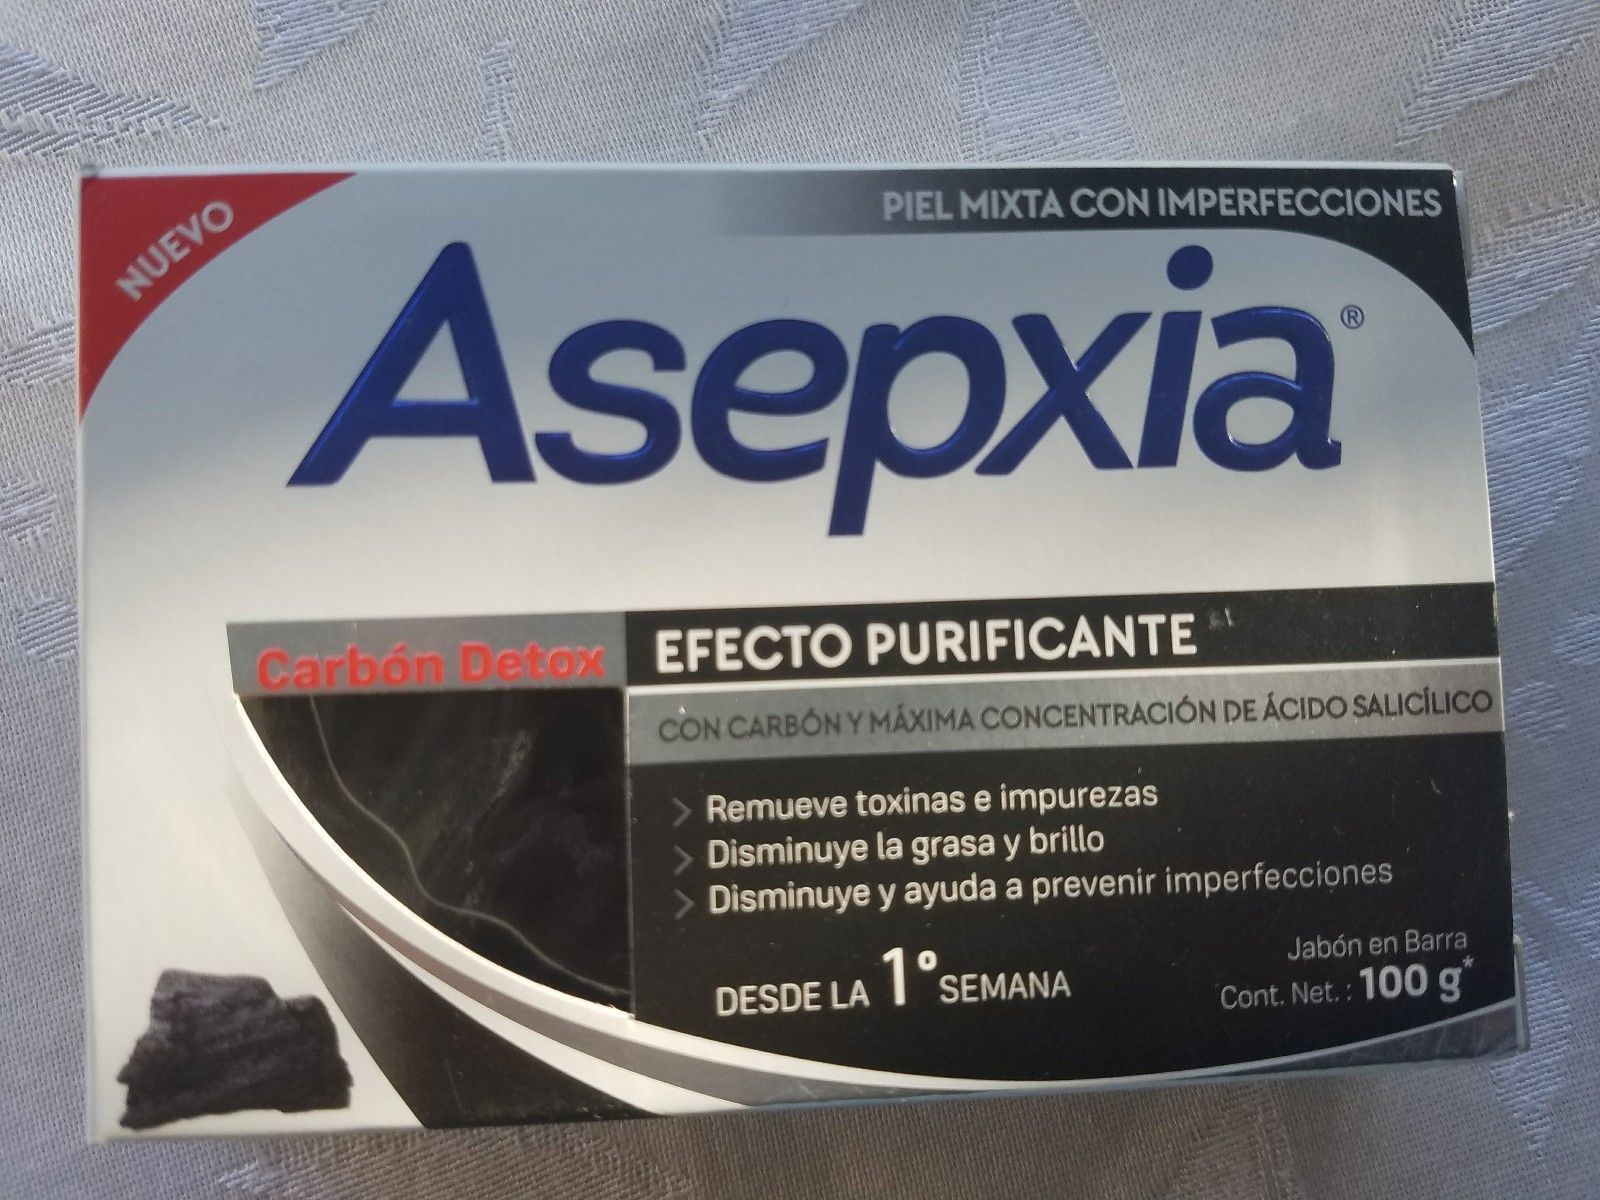 NUEVO
PIEL MIXTA CON IMPERFECCIONES
Asepxia®
Carbón Detox
EFECTO PURIFICANTE
CON CARBÓN Y MÁXIMA CONCENTRACIÓN DE ÁCIDO SALICÍLICO
> Remueve toxinas e impurezas
> Disminuye la grasa y brillo
> Disminuye y ayuda a prevenir imperfecciones
DESDE LA 1º SEMANA
Jabón en Barra
Cont. Net.: 100 g*